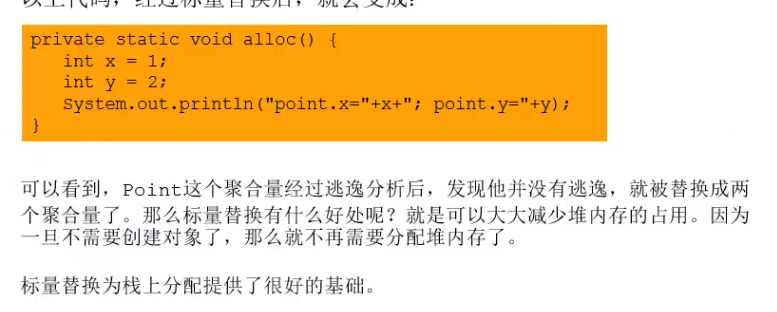 以上代码，经过标量替换后，就会变成：
private static void alloc() {
int x = 1;
int y = 2;
System.out.println("point.x="+x+"; point.y="+y);
}
可以看到，Point这个聚合量经过逃逸分析后，发现他并没有逃逸，就被替换成两
个聚合量了。那么标量替换有什么好处呢？就是可以大大减少堆内存的占用。因为
一旦不需要创建对象了，那么就不再需要分配堆内存了。
标量替换为栈上分配提供了很好的基础。